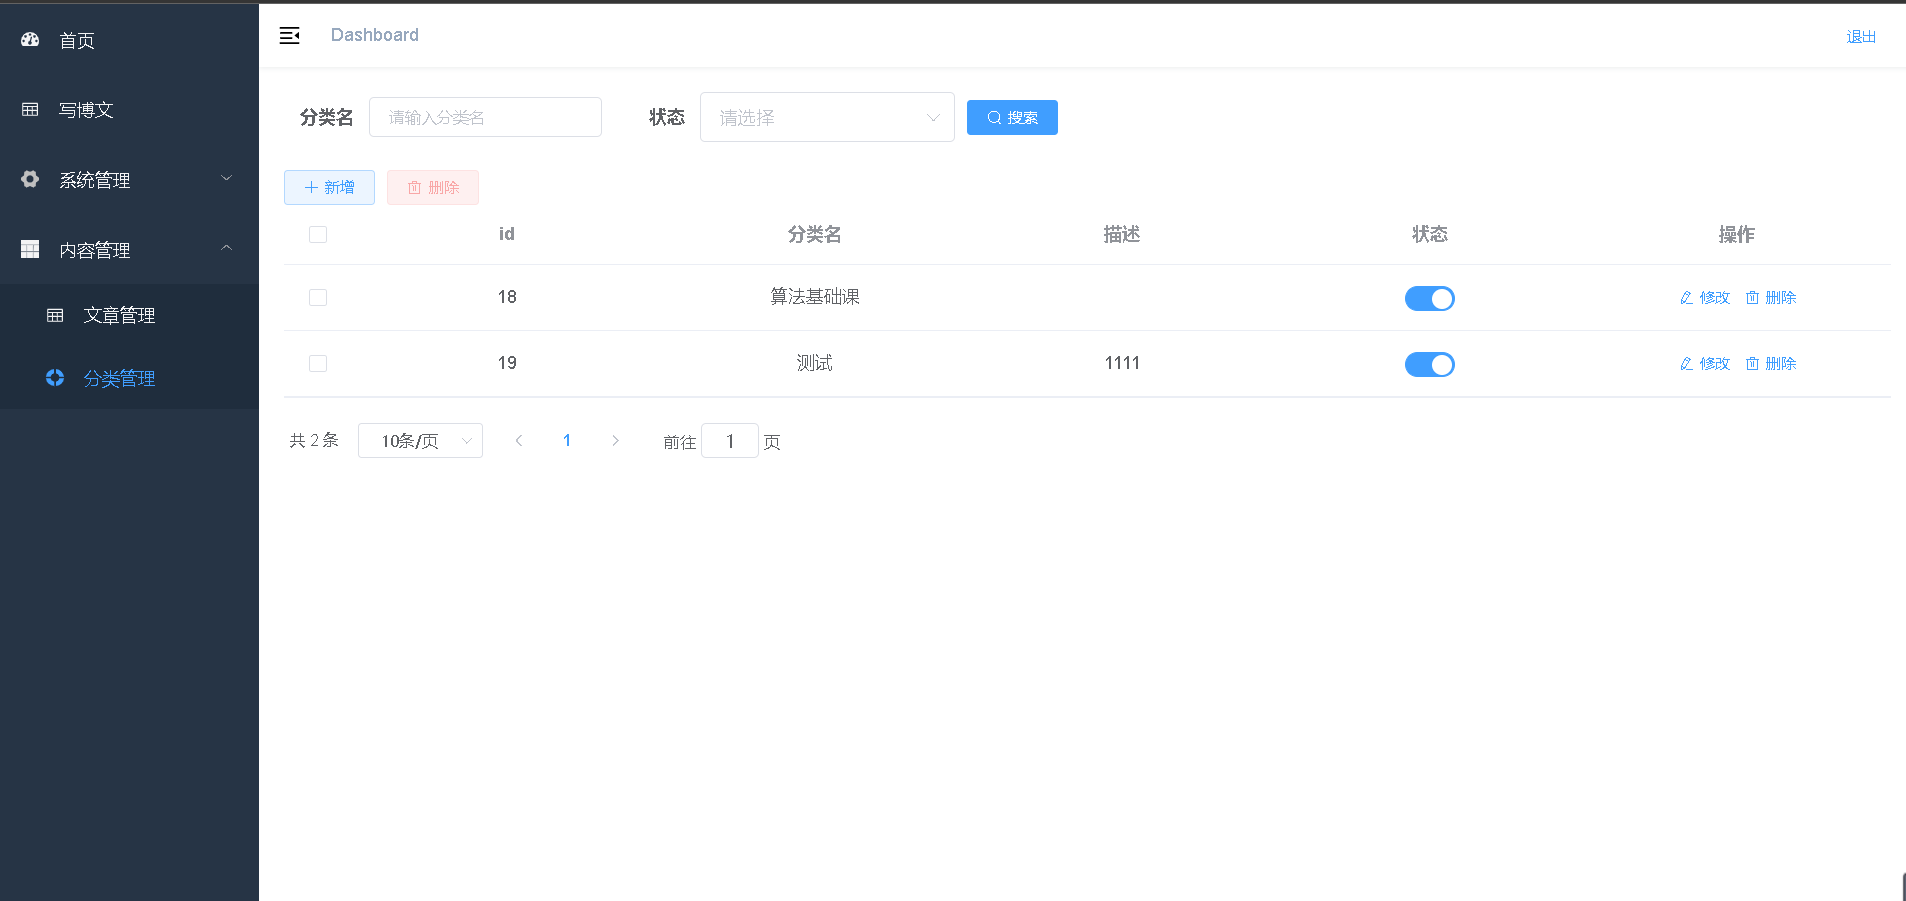 首页
写博文
系统管理
内容管理
文章管理
分类管理
Dashboard
退出
分类名 请输入分类名 状态 请选择 搜索
新增 删除
id 分类名 描述 状态 操作
18 算法基础课 修改 删除
19 测试 1111 修改 删除
共 2 条 10条/页 1 前往 1 页